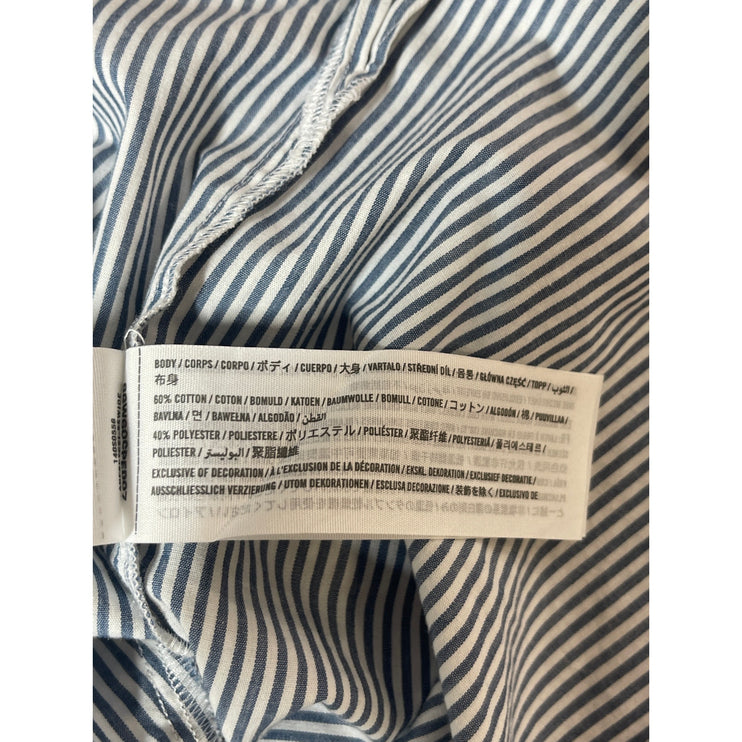 BODY / CORPS / CORPO / ボディ / CUERPO / 大身 / VARTALO / STŘEDNÍ DÍL / 몸통 / GŁÓWNA CZĘŚĆ / TOPP / الثوب /
布身
60% COTTON / COTON / BOMULD / KATOEN / BAUMWOLLE / BOMULL / COTONE / コットン / ALGODÓN / 棉 / PUUVILLAA /
BAVLNA / 면 / BAWEŁNA / ALGODÃO / القطن
40% POLYESTER / POLIESTERE / ポリエステル / POLIÉSTER / 聚酯纤维 / POLYESTERIÄ / 폴리에스테르 /
POLIESTER / البوليستر / 聚酯纖維
EXCLUSIVE OF DECORATION / À L'EXCLUSION DE LA DÉCORATION / EKSKL DEKORATION / EXCLUSIEF DECORATIE /
AUSSCHLIESSLICH VERZIERUNG / UTOM DEKORATIONEN / ESCLUSA DECORAZIONE / 装飾を除く / EXCLUSIVO DE